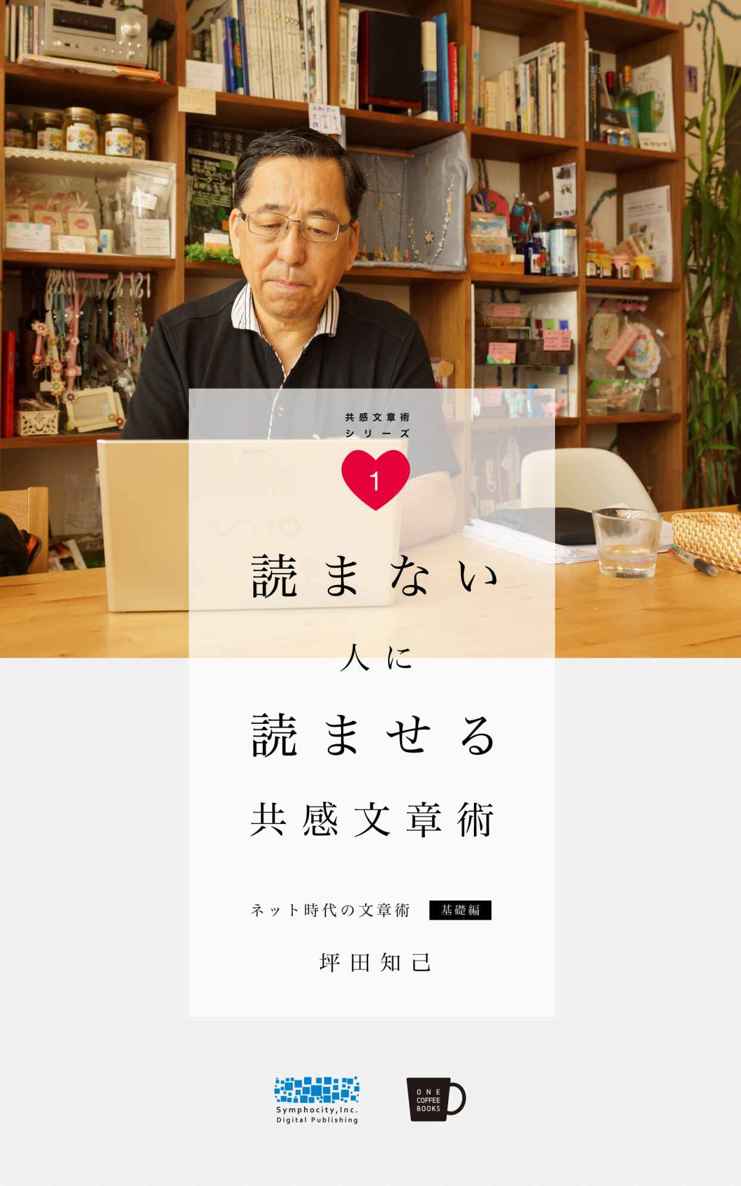 共感文章術
シリーズ
1
読まない
人に
読ませる
共感文章術
ネット時代の文章術 基礎編
坪田知己
Symphocity,Inc.
Digital Publishing
ONE
COFFEE
BOOKS